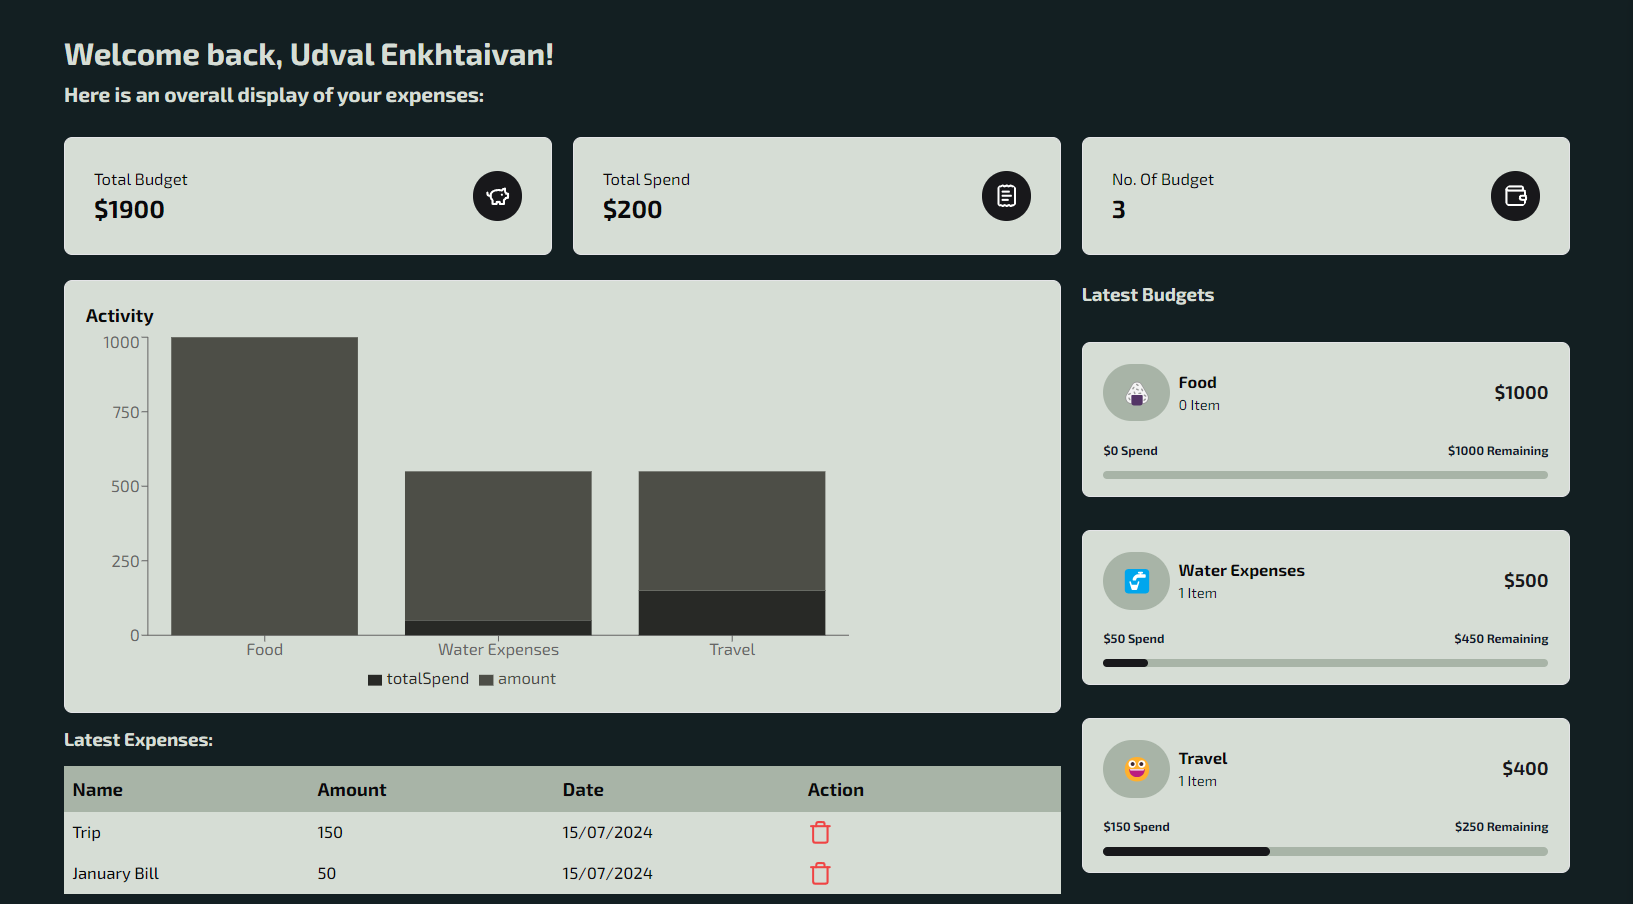 Welcome back, Udval Enkhtaivan!
Here is an overall display of your expenses:
Total Budget
$1900
Total Spend
$200
No. Of Budget
3
Activity
1000
750
500
250
0
Food
Water Expenses
Travel
totalSpend amount
Latest Budgets
Food
0 Item
$1000
$0 Spend
$1000 Remaining
Water Expenses
1 Item
$500
$50 Spend
$450 Remaining
Travel
1 Item
$400
$150 Spend
$250 Remaining
Latest Expenses:
Name Amount Date Action
Trip 150 15/07/2024
January Bill 50 15/07/2024